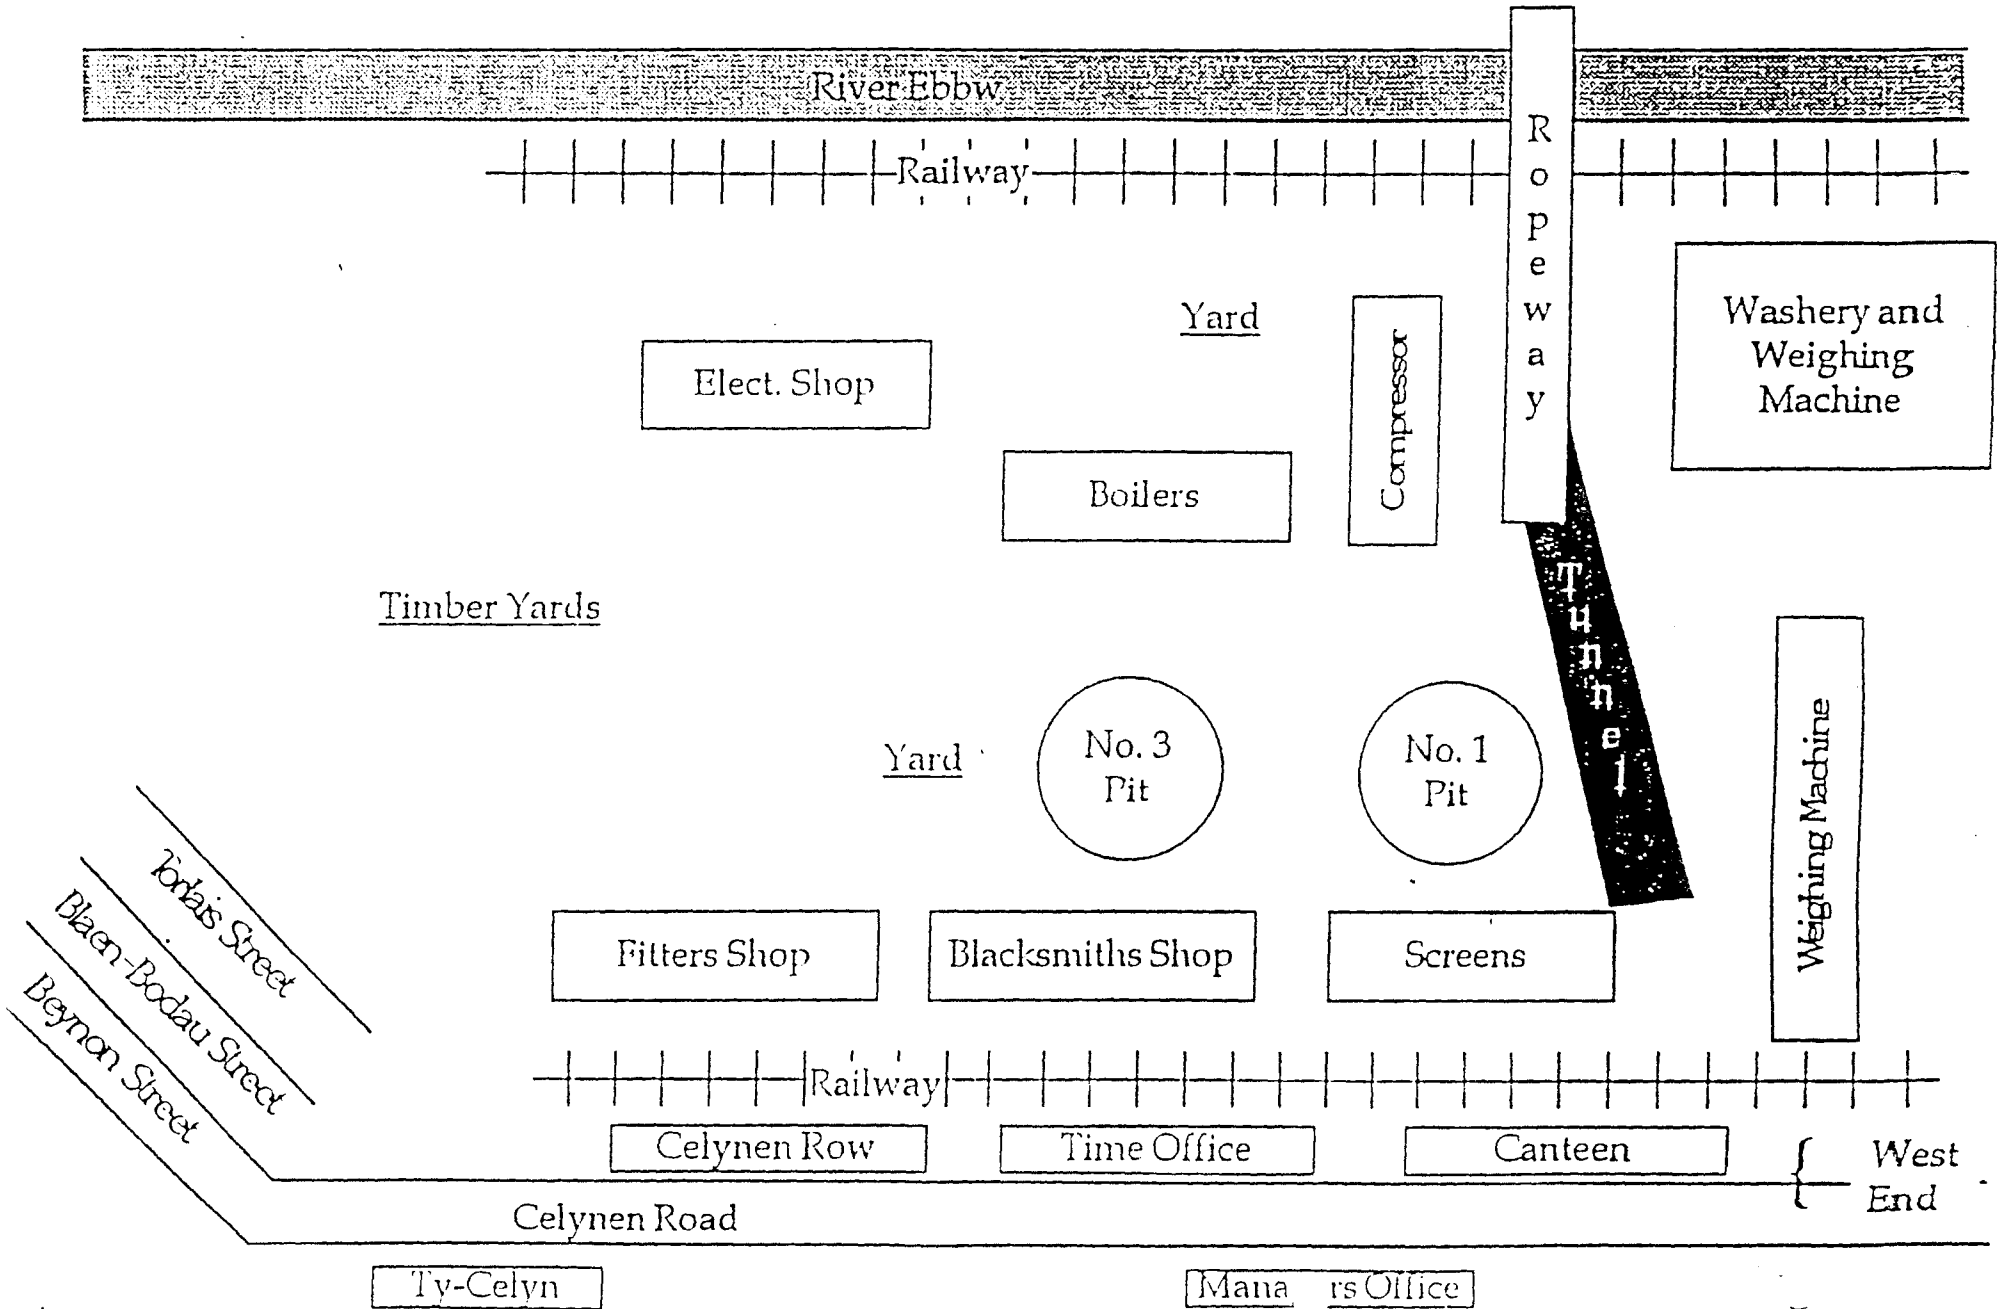 River Ebbw
Railway
Ropeway
Yard
Compressor
Washery and
Weighing
Machine
Elect. Shop
Boilers
Tunnel
Timber Yards
Yard
No. 3
Pit
No. 1
Pit
Weighing Machine
Blaen-Bodau Street
Beynon Street
Fitters Shop
Blacksmiths Shop
Screens
Railway
Celynen Row
Time Office
Canteen
West
End
Celynen Road
Ty-Celyn
Mana rs Office